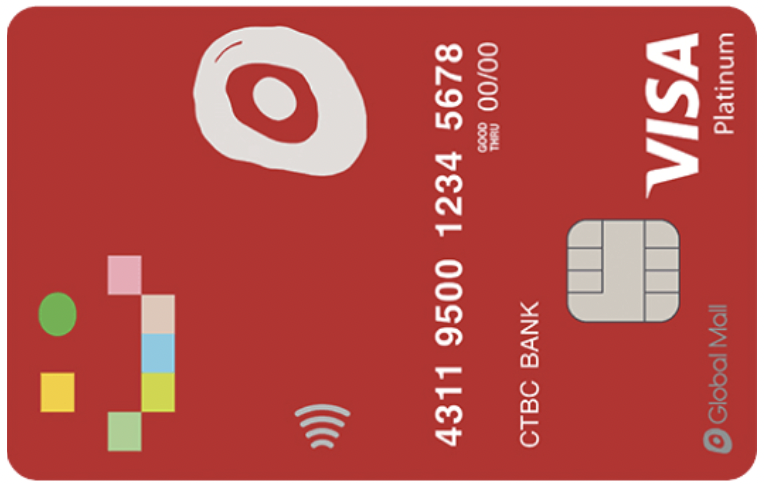 4311 9500 1234 5678
GOOD
THRU 00/00
CTBC BANK
VISA
Platinum
Global Mall